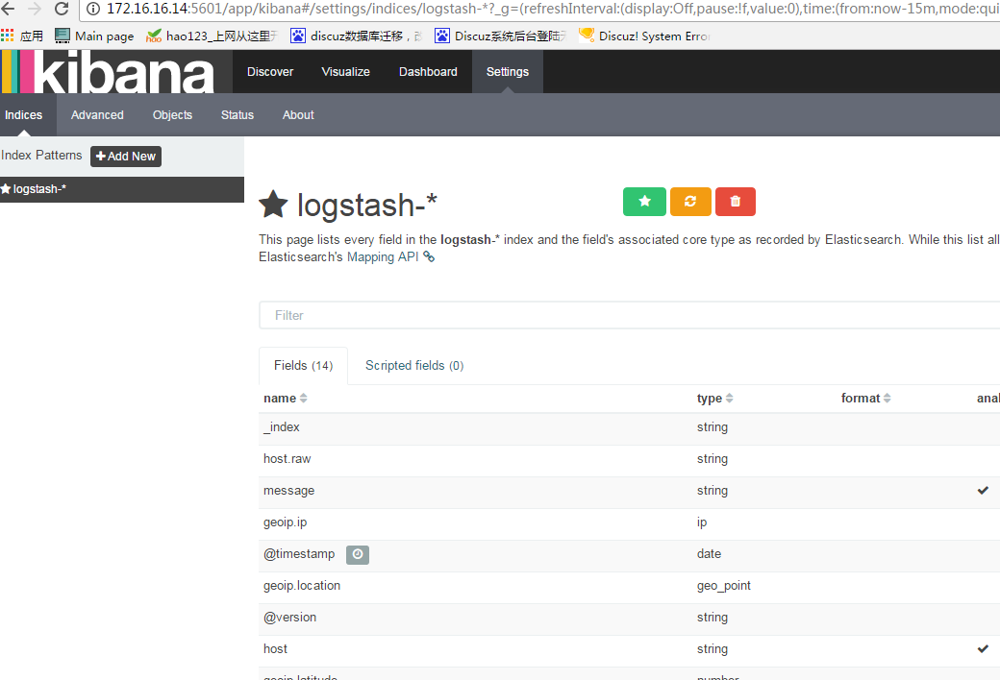 172.16.16.14:5601/app/kibana#/settings/indices/logstash-*?_g=(refreshInterval:(display:Off,pause:!f,value:0),time:(from:now-15m,mode:qui
应用 Main page hao123_上网从这里 discuz数据库迁移， Discuz系统后台登陆 Discuz! System Erro
kibana Discover Visualize Dashboard Settings
Indices Advanced Objects Status About
Index Patterns Add New
logstash-*
logstash-*
This page lists every field in the logstash-* index and the field's associated core type as recorded by Elasticsearch. While this list all
Elasticsearch's Mapping API
Filter
Fields (14) Scripted fields (0)
name type format anal
_index string
host.raw string
message string
geoip.ip ip
@timestamp date
geoip.location geo_point
@version string
host string
geoip.latitude number